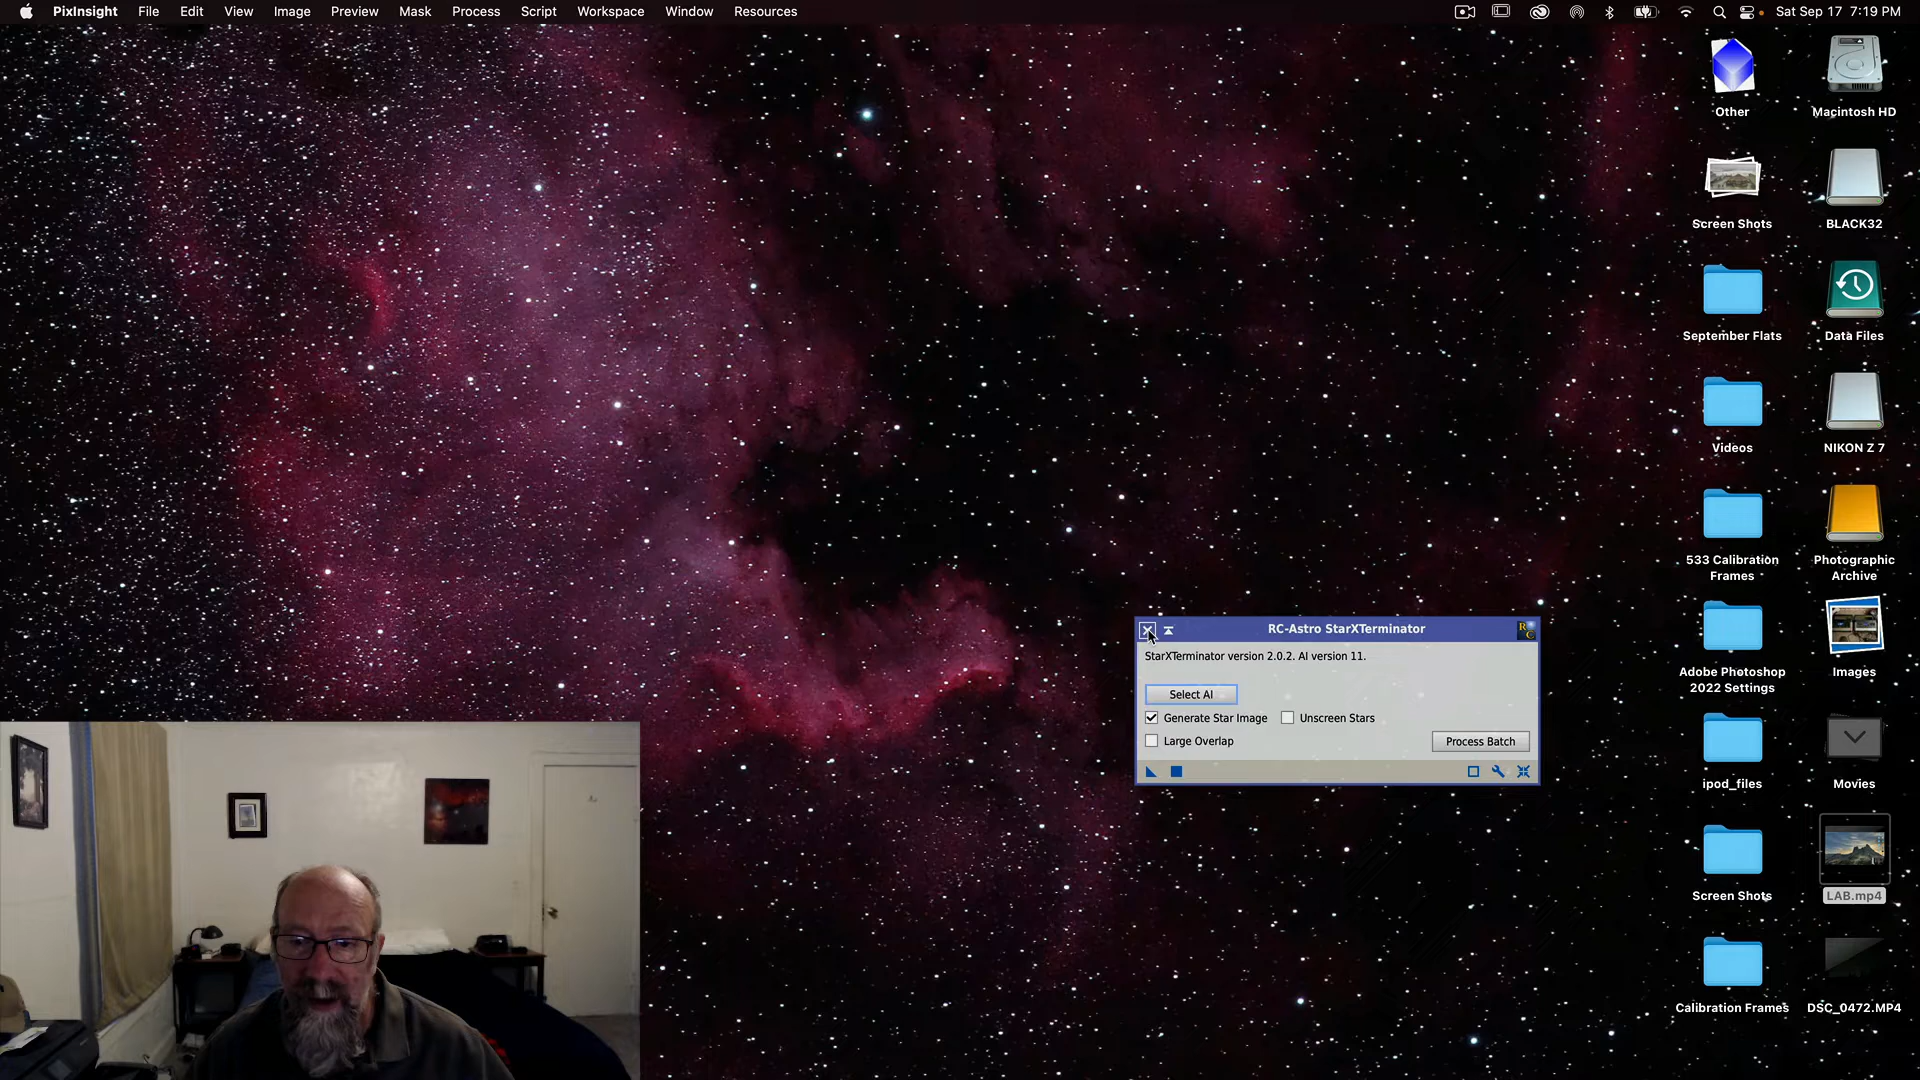 PixInsight File Edit View Image Preview Mask Process Script Workspace Window Resources Sat Sep 17 7:19 PM
Other
Macintosh HD
Screen Shots
BLACK32
September Flats
Data Files
Videos
NIKON Z 7
533 Calibration
Frames
Photographic
Archive
RC-Astro StarXTerminator
StarXTerminator version 2.0.2. AI version 11.
Select AI
Generate Star Image Unscreen Stars
Large Overlap Process Batch
Adobe Photoshop
2022 Settings
Images
ipod_files
Movies
Screen Shots
LAB.mp4
Calibration Frames
DSC_0472.MP4